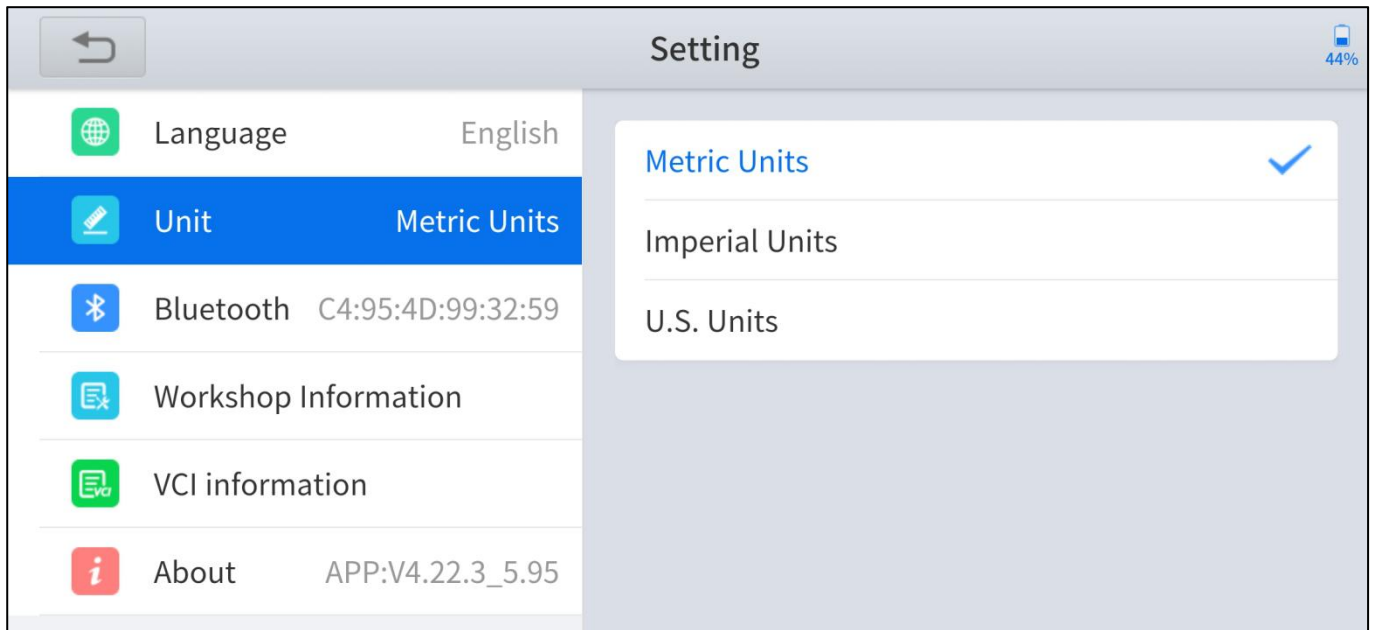 Setting
44%
Language English
Unit Metric Units
Bluetooth C4:95:4D:99:32:59
Workshop Information
VCI information
About APP:V4.22.3_5.95
Metric Units
Imperial Units
U.S. Units